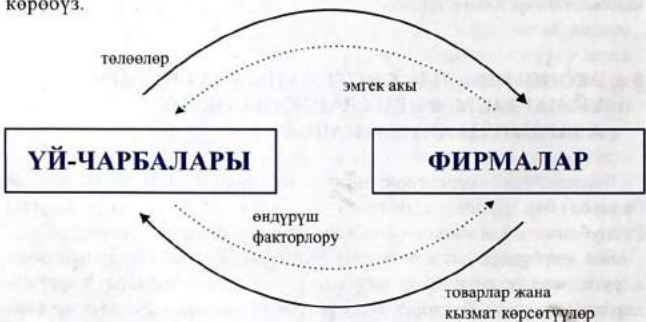 көрөбүз.
төлөөлөр
эмгек акы
ҮЙ-ЧАРБАЛАРЫ
ФИРМАЛАР
өндүрүш
факторлору
товарлар жана
кызмат көрсөтүүлөр